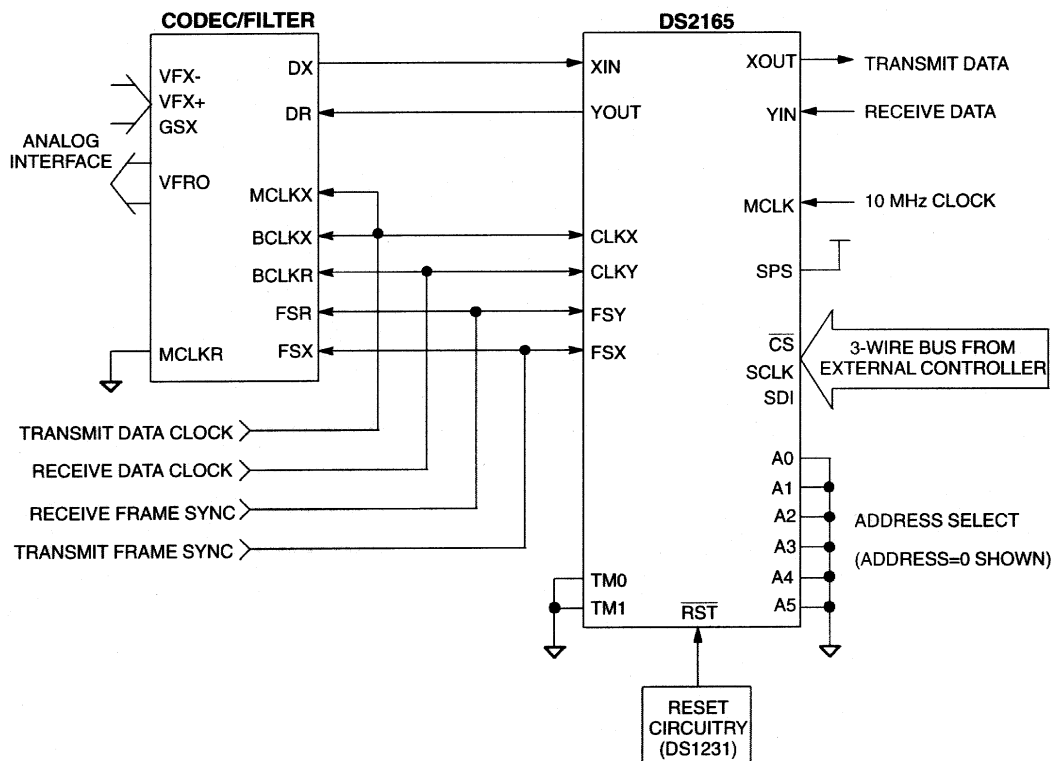 CODEC/FILTER
DS2165
VFX-
VFX+
GSX
ANALOG
INTERFACE
VFRO
MCLKR
DX
DR
MCLKX
BCLKX
BCLKR
FSR
FSX
TRANSMIT DATA CLOCK
RECEIVE DATA CLOCK
RECEIVE FRAME SYNC
TRANSMIT FRAME SYNC
XIN
YOUT
CLKX
CLKY
FSY
FSX
TM0
TM1
RST
XOUT
TRANSMIT DATA
YIN
RECEIVE DATA
MCLK
10 MHz CLOCK
SPS
CS
SCLK
SDI
3-WIRE BUS FROM
EXTERNAL CONTROLLER
A0
A1
A2
A3
A4
A5
ADDRESS SELECT
(ADDRESS=0 SHOWN)
RESET
CIRCUITRY
(DS1231)